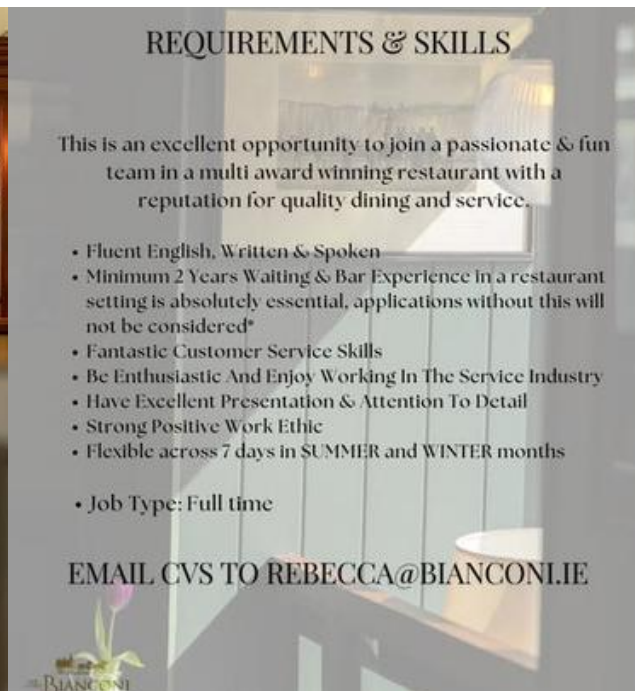 REQUIREMENTS & SKILLS
This is an excellent opportunity to join a passionate & fun
team in a multi award winning restaurant with a
reputation for quality dining and service.
• Fluent English, Written & Spoken
• Minimum 2 Years Waiting & Bar Experience in a restaurant
setting is absolutely essential, applications without this will
not be considered*
• Fantastic Customer Service Skills
• Be Enthusiastic And Enjoy Working In The Service Industry
• Have Excellent Presentation & Attention To Detail
• Strong Positive Work Ethic
• Flexible across 7 days in SUMMER and WINTER months
• Job Type: Full time
EMAIL CVS TO REBECCA@BIANCONI.IE
BIANCONI